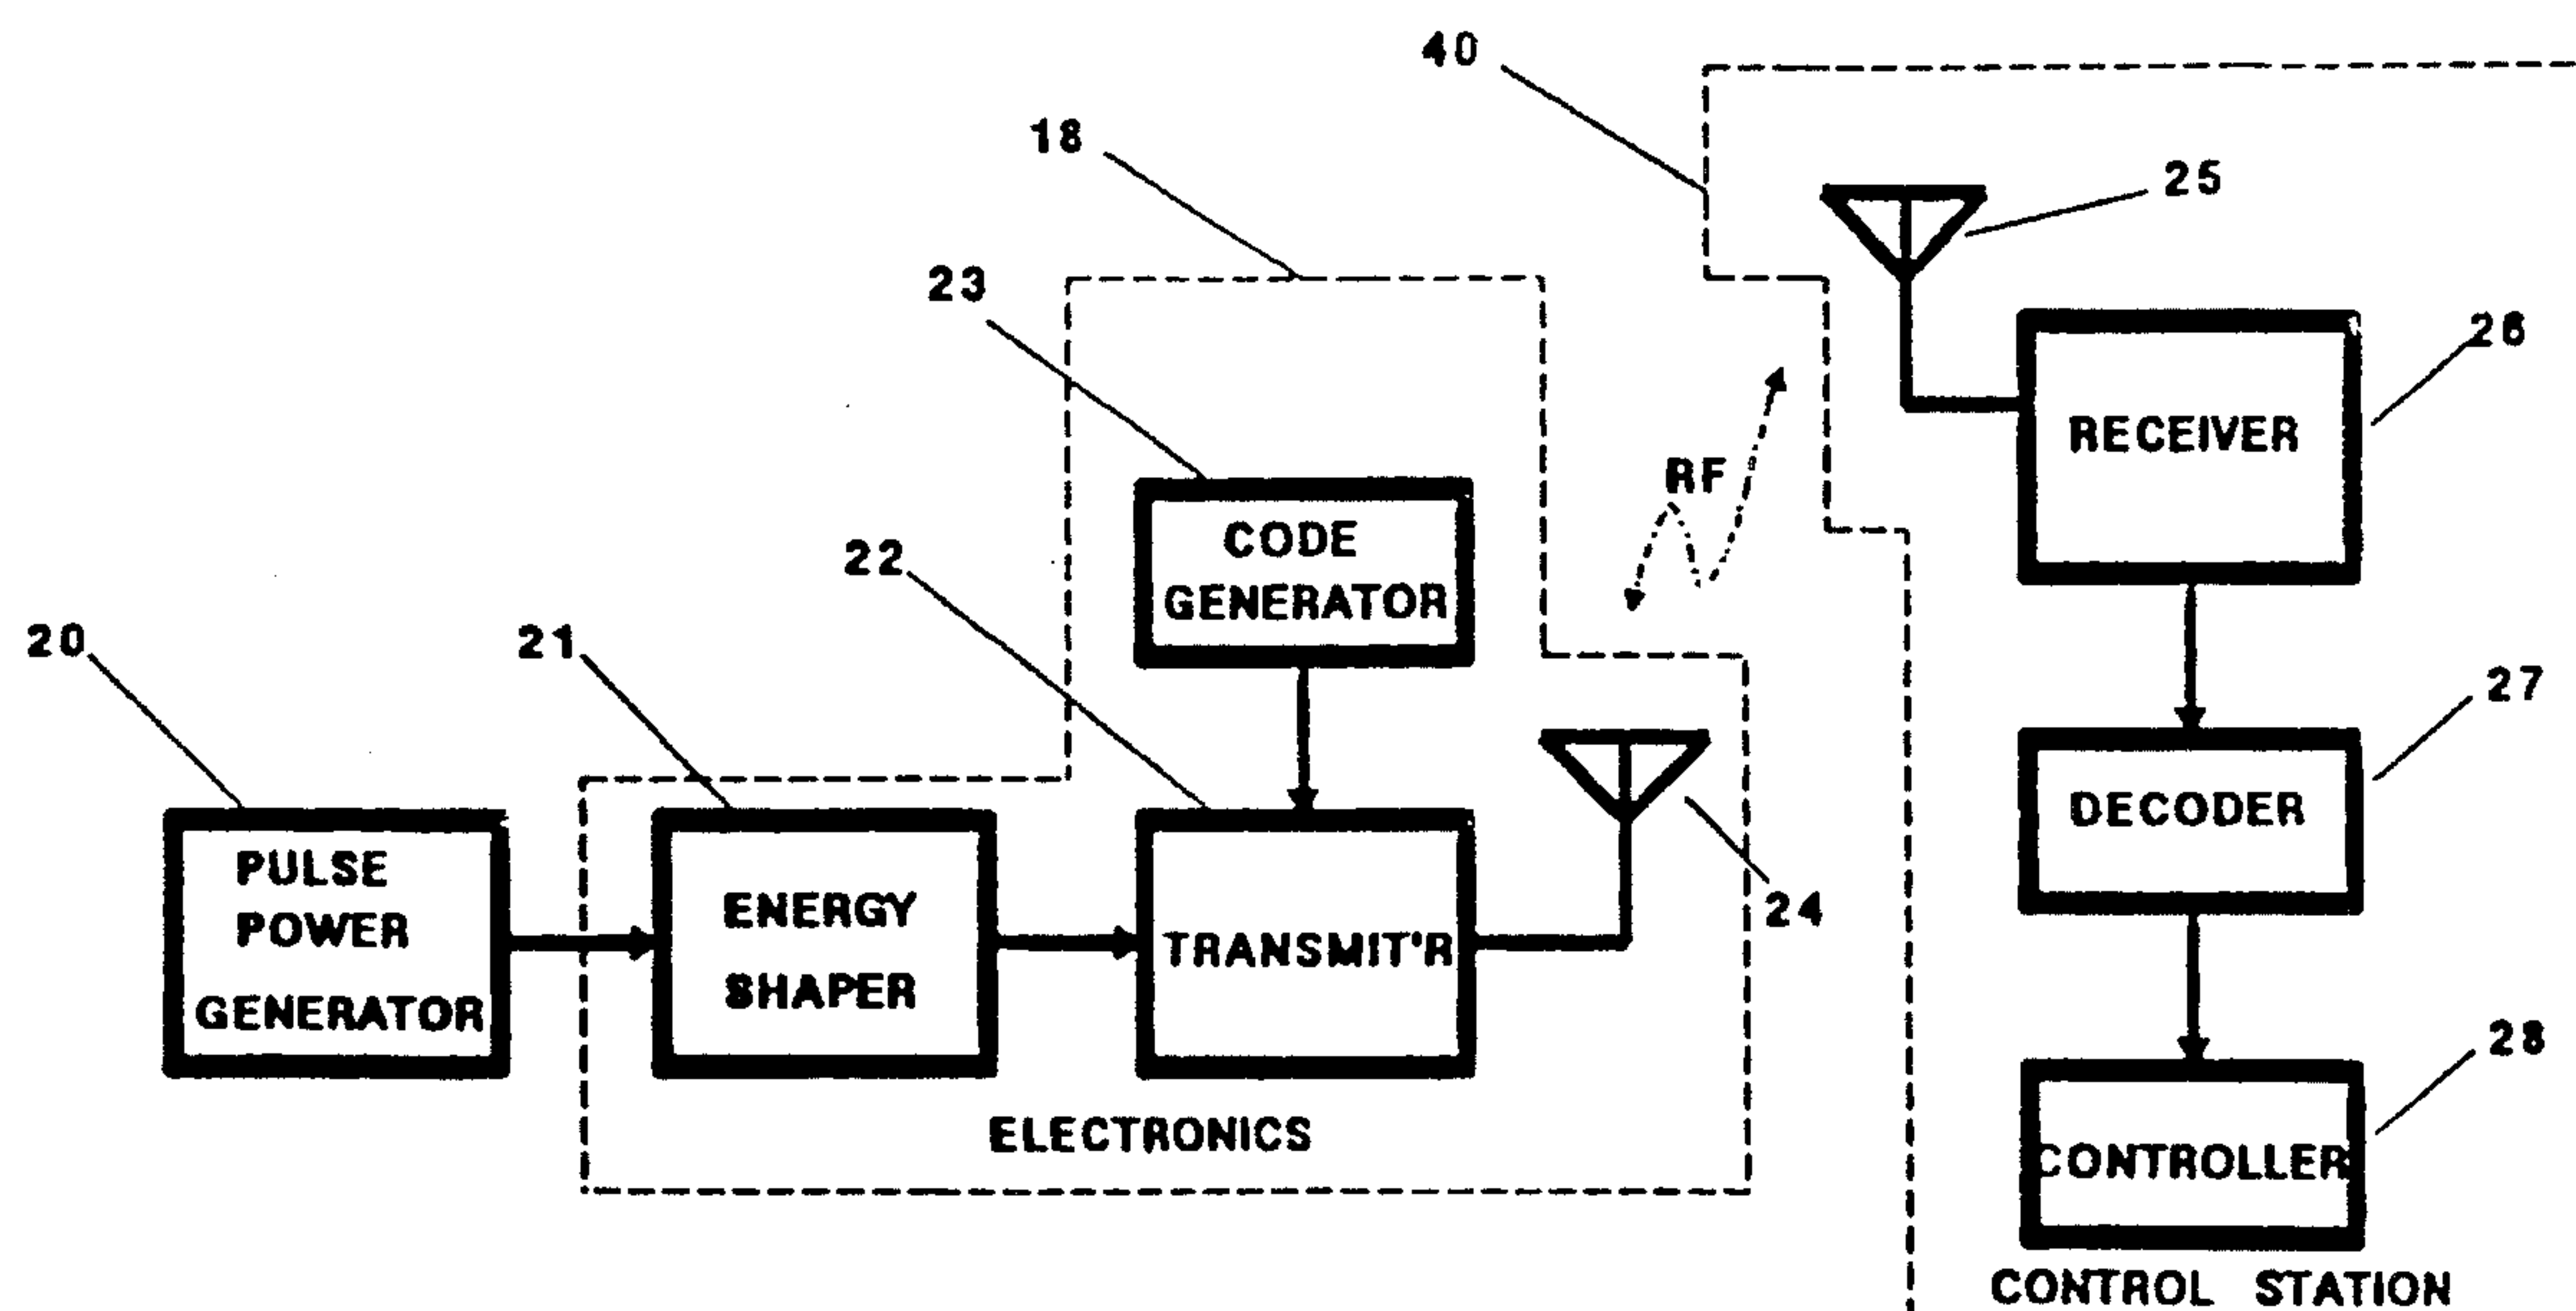 40
18
25
23
26
RF
RECEIVER
CODE
GENERATOR
22
20
21
27
24
DECODER
PULSE
POWER
GENERATOR
ENERGY
SHAPER
TRANSMIT'R
28
ELECTRONICS
CONTROLLER
CONTROL STATION